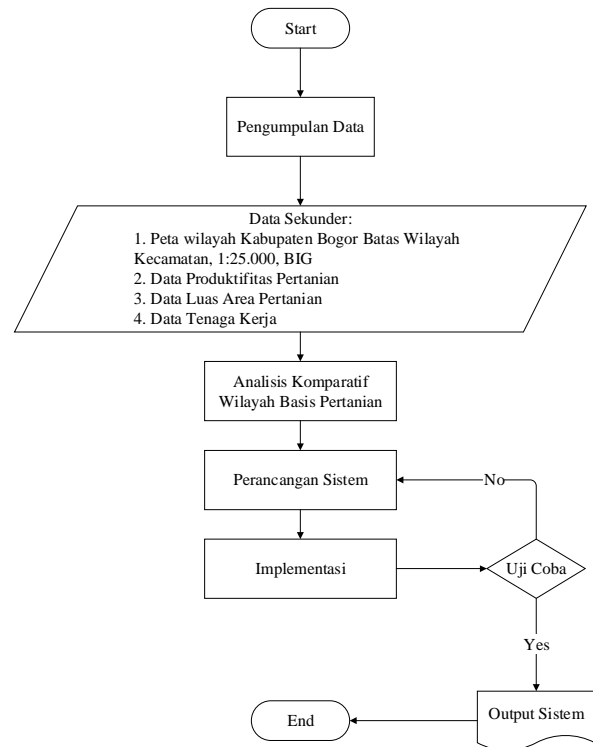 Start
Pengumpulan Data
Data Sekunder:
1. Peta wilayah Kabupaten Bogor Batas Wilayah
Kecamatan, 1:25.000, BIG
2. Data Produktifitas Pertanian
3. Data Luas Area Pertanian
4. Data Tenaga Kerja
Analisis Komparatif
Wilayah Basis Pertanian
Perancangan Sistem
No
Implementasi
Uji Coba
Yes
Output Sistem
End